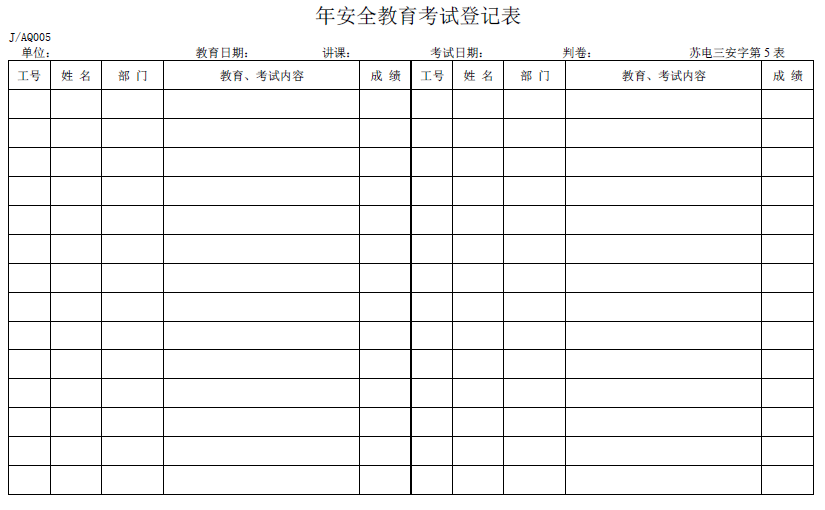 年安全教育考试登记表
J/AQ005
单位： 教育日期： 讲课： 考试日期： 判卷： 苏电三安字第 5 表
工号 姓 名 部 门 教育、考试内容 成 绩 工号 姓 名 部 门 教育、考试内容 成 绩